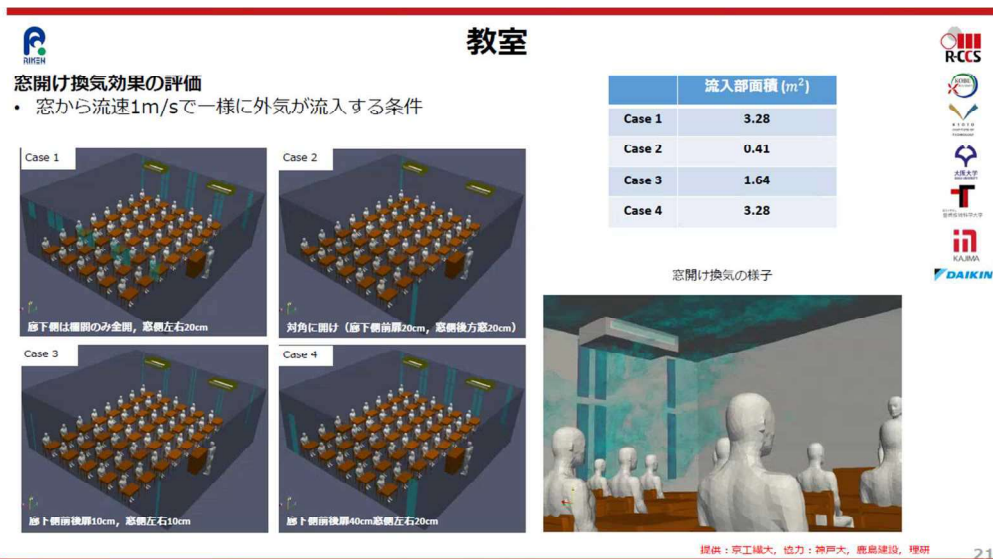 教室
RIKEN
R-CCS
窓開け換気効果の評価
• 窓から流速1m/sで一様に外気が流入する条件
流入部面積 (m²)
Case 1 3.28
Case 2 0.41
Case 3 1.64
Case 4 3.28
Case 1
廊下側は欄間のみ全開，窓側左右20cm
Case 2
対角に開け（廊下側前扉20cm，窓側後方窓20cm）
Case 3
廊下側前後扉10cm，窓側左右10cm
Case 4
廊下側前後扉40cm窓側左右20cm
窓開け換気の様子
大阪大学
KAJIMA
DAIKIN
提供：京工繊大，協力：神戸大，鹿島建設，理研
21